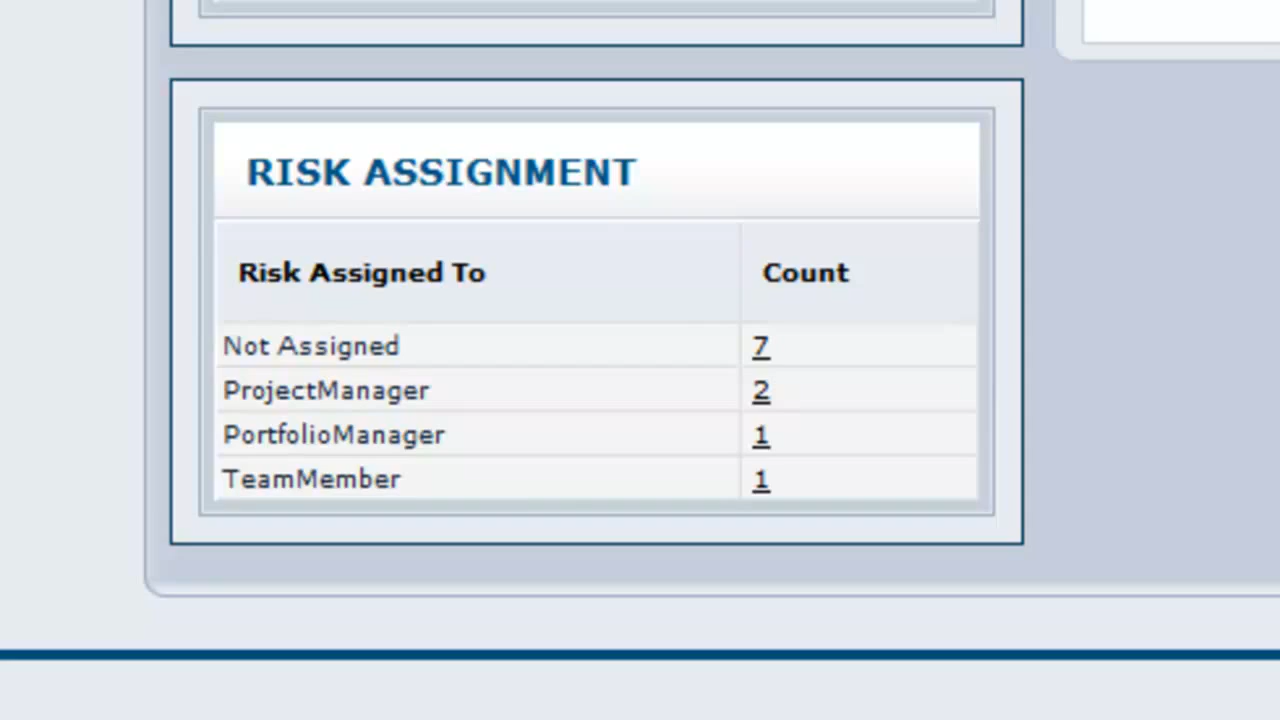 RISK ASSIGNMENT
Risk Assigned To Count
Not Assigned 7
ProjectManager 2
PortfolioManager 1
TeamMember 1